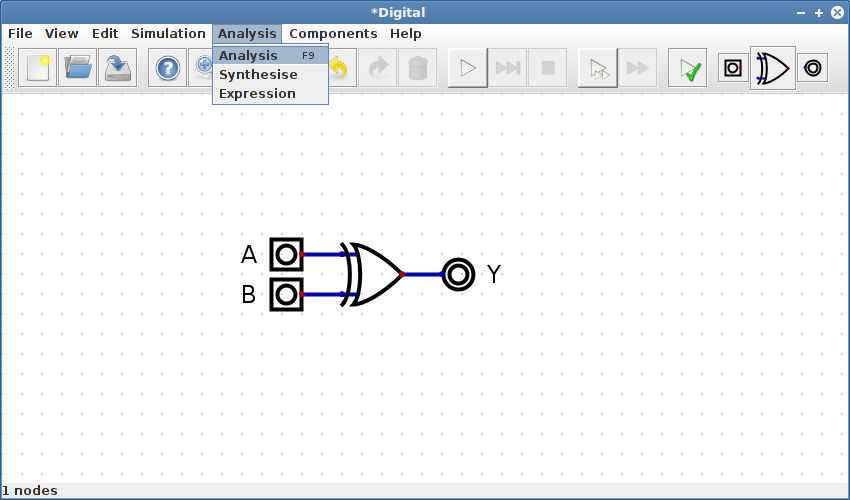 *Digital
File View Edit Simulation Analysis Components Help
Analysis F9
Synthesise
Expression
A
B
Y
1 nodes